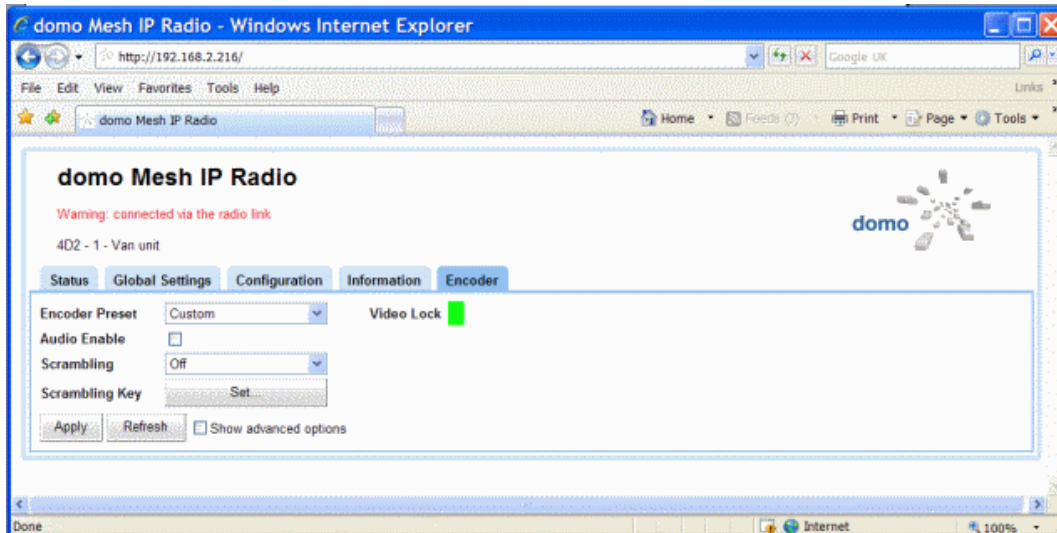 domo Mesh IP Radio - Windows Internet Explorer
http://192.168.2.216/
Google UK
File Edit View Favorites Tools Help
Links
domo Mesh IP Radio
Home Feeds (J) Print Page Tools
domo Mesh IP Radio
Warning: connected via the radio link
domo
4D2 - 1 - Van unit
Status Global Settings Configuration Information Encoder
Encoder Preset Custom Video Lock
Audio Enable
Scrambling Off
Scrambling Key Set...
Apply Refresh Show advanced options
Done Internet 100%